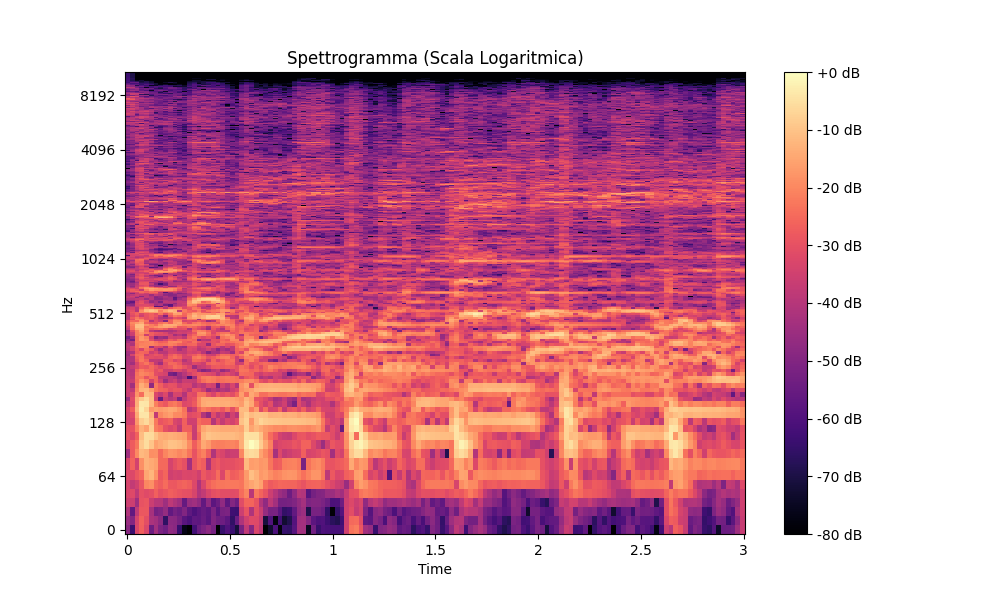 Spettrogramma (Scala Logaritmica)
Hz
8192
4096
2048
1024
512
256
128
64
0
0
0.5
1
1.5
2
2.5
3
Time
+0 dB
-10 dB
-20 dB
-30 dB
-40 dB
-50 dB
-60 dB
-70 dB
-80 dB